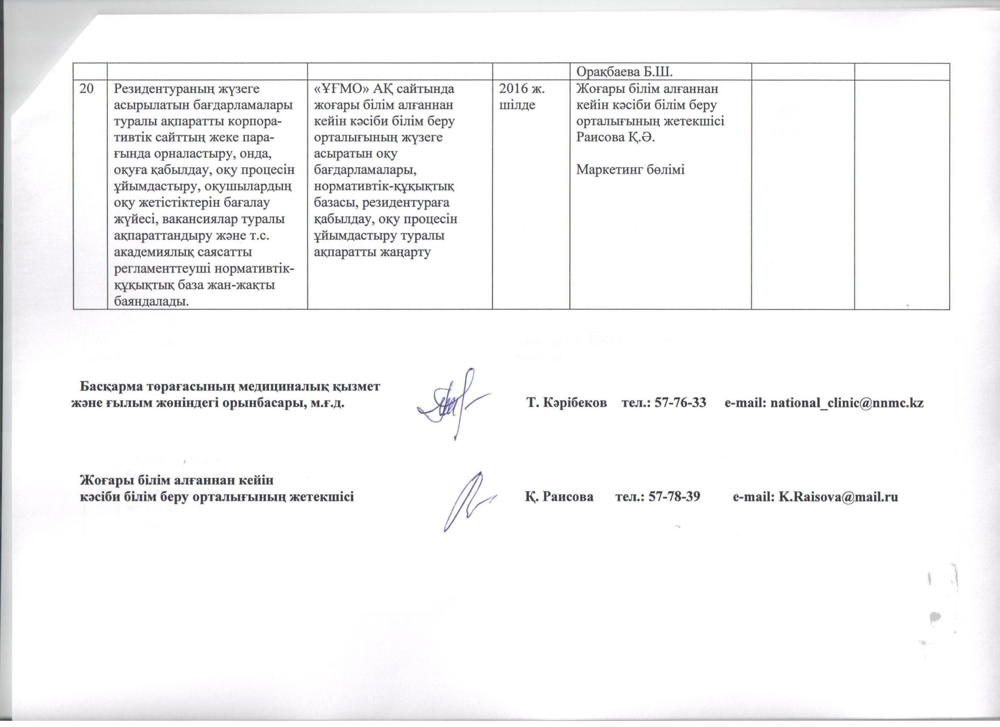 Орақбаева Б.Ш.
20
Резидентураның жүзеге
асырылатын бағдарламалары
туралы ақпаратты корпора-
тивтік сайттың жеке пара-
ғында орналастыру, онда,
оқуға қабылдау, оқу процесін
ұйымдастыру, оқушылардың
оқу жетістіктерін бағалау
жүйесі, вакансиялар туралы
ақпараттандыру және т.с.
академиялық саясатты
регламенттеуші нормативтік-
құқықтық база жан-жақты
баяндалады.
«ҰҒМО» АҚ сайтында
жоғары білім алғаннан
кейін кәсіби білім беру
орталығының жүзеге
асыратын оқу
бағдарламалары,
нормативтік-құқықтық
базасы, резидентураға
қабылдау, оқу процесін
ұйымдастыру туралы
ақпаратты жаңарту
2016 ж.
шілде
Жоғары білім алғаннан
кейін кәсіби білім беру
орталығының жетекшісі
Раисова Қ.Ә.
Маркетинг бөлімі
Басқарма төрағасының медициналық қызмет
және ғылым жөніндегі орынбасары, м.ғ.д. Т. Кәрібеков тел.: 57-76-33 e-mail: national_clinic@nnmc.kz
Жоғары білім алғаннан кейін
кәсіби білім беру орталығының жетекшісі Қ. Раисова тел.: 57-78-39 e-mail: K.Raisova@mail.ru